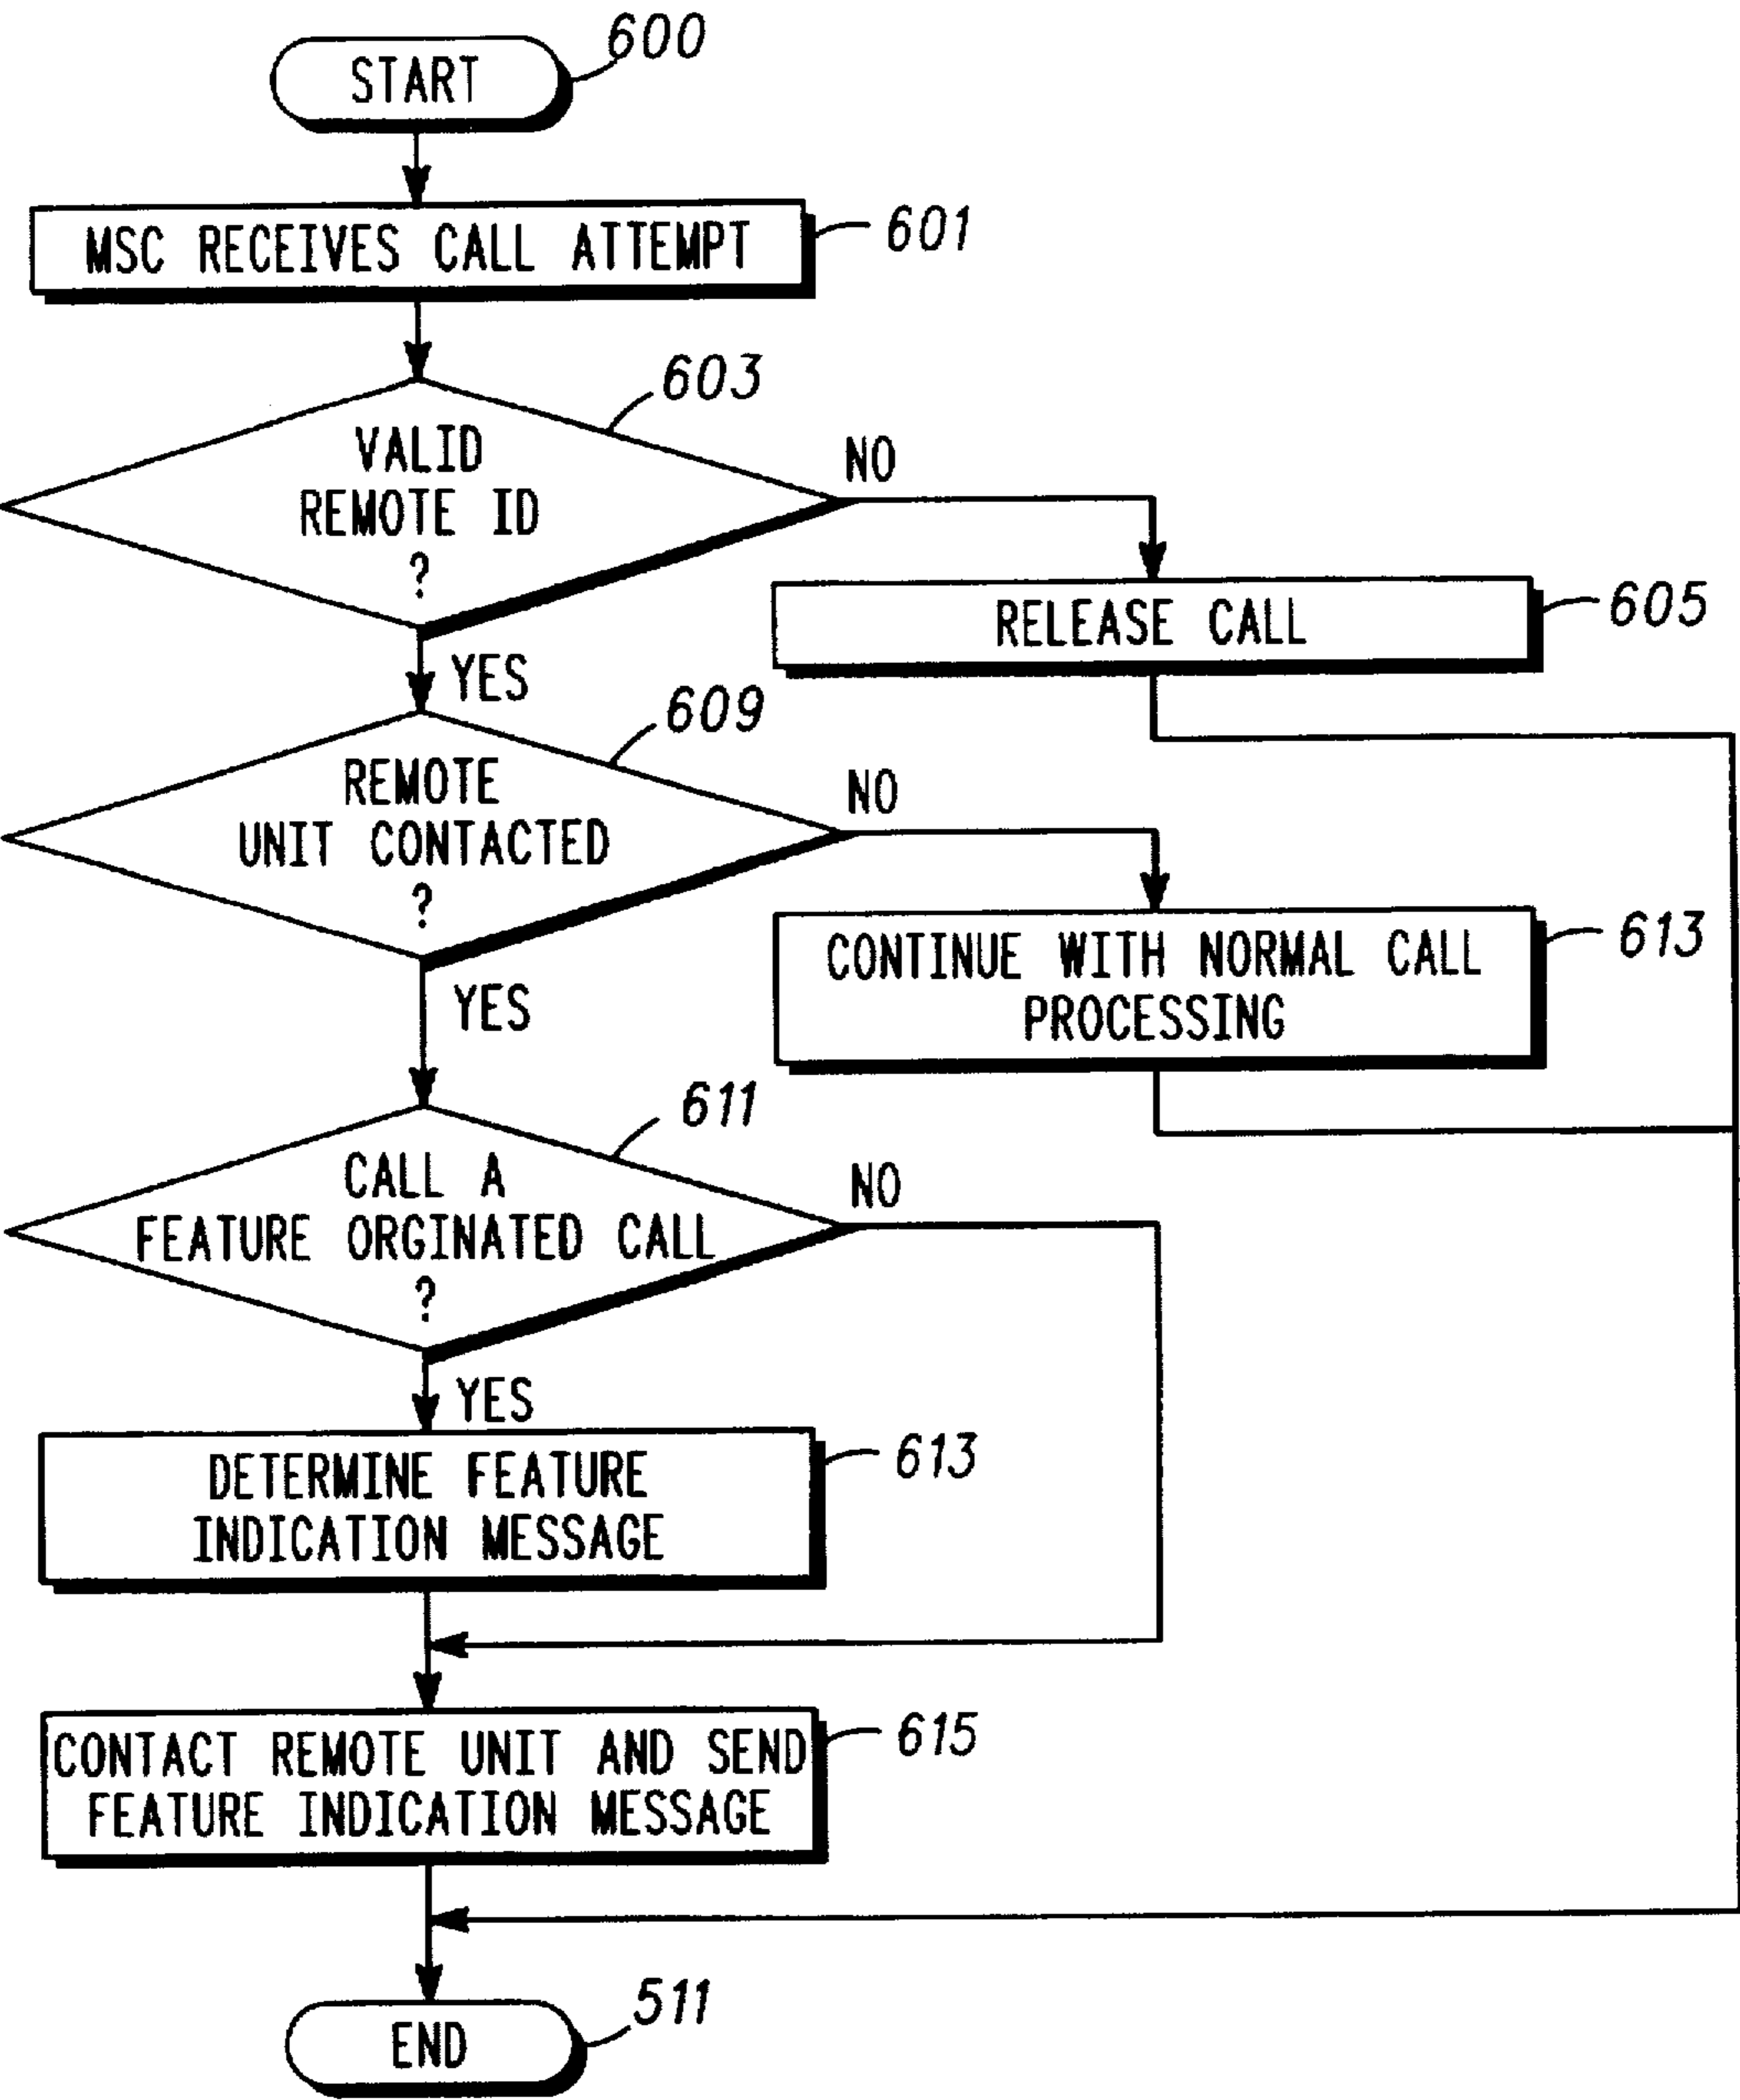 START
600
MSC RECEIVES CALL ATTEMPT
601
603
VALID
REMOTE ID
?
NO
YES
RELEASE CALL
605
609
REMOTE
UNIT CONTACTED
?
NO
YES
CONTINUE WITH NORMAL CALL
PROCESSING
613
611
CALL A
FEATURE ORGINATED CALL
?
NO
YES
DETERMINE FEATURE
INDICATION MESSAGE
613
CONTACT REMOTE UNIT AND SEND
FEATURE INDICATION MESSAGE
615
END
511